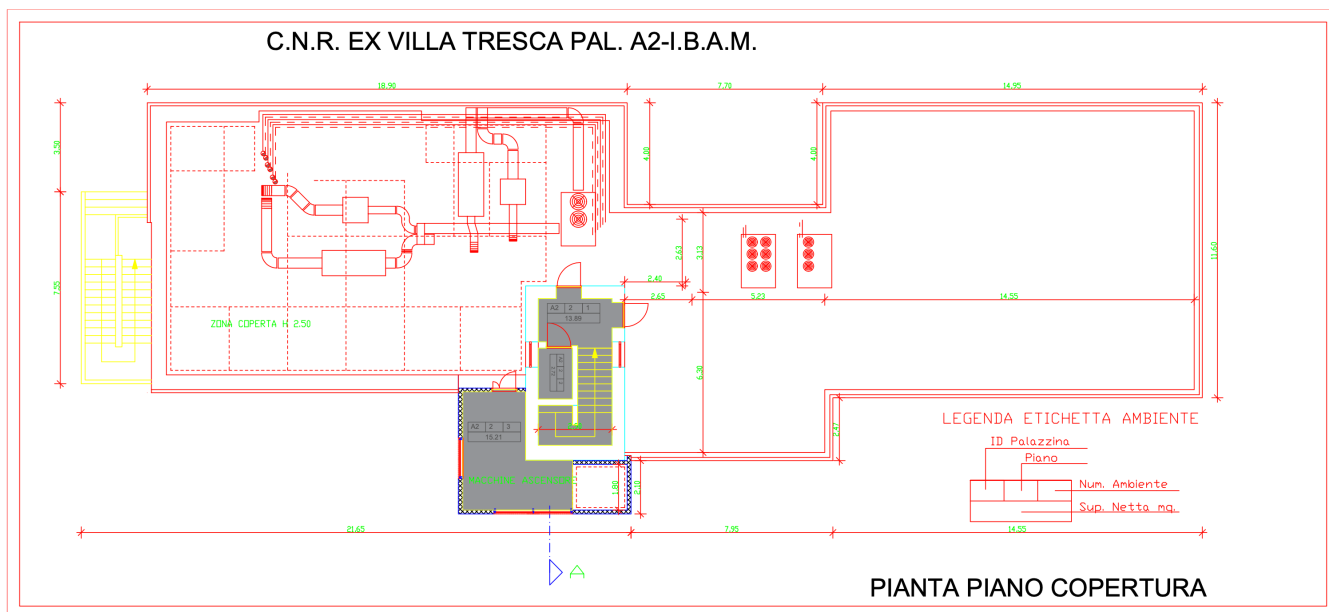 C.N.R. EX VILLA TRESCA PAL. A2-I.B.A.M.
18.90 7.70 14.95
3.50
4.00
4.00
7.55
2.63
3.13
11.60
2.40
2.65 5.23 14.55
ZONA COPERTA H 2.50
A2 2 1
13.89
6.30
A2 2 3
15.21
2.47
1.80
2.10
21.65 7.95 14.55
A
LEGENDA ETICHETTA AMBIENTE
ID Palazzina
Piano
Num. Ambiente
Sup. Netta mq.
PIANTA PIANO COPERTURA